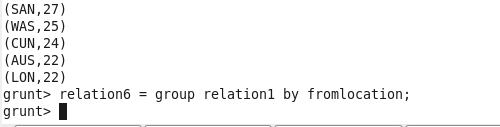 (SAN,27)
(WAS,25)
(CUN,24)
(AUS,22)
(LON,22)
grunt> relation6 = group relation1 by fromlocation;
grunt>